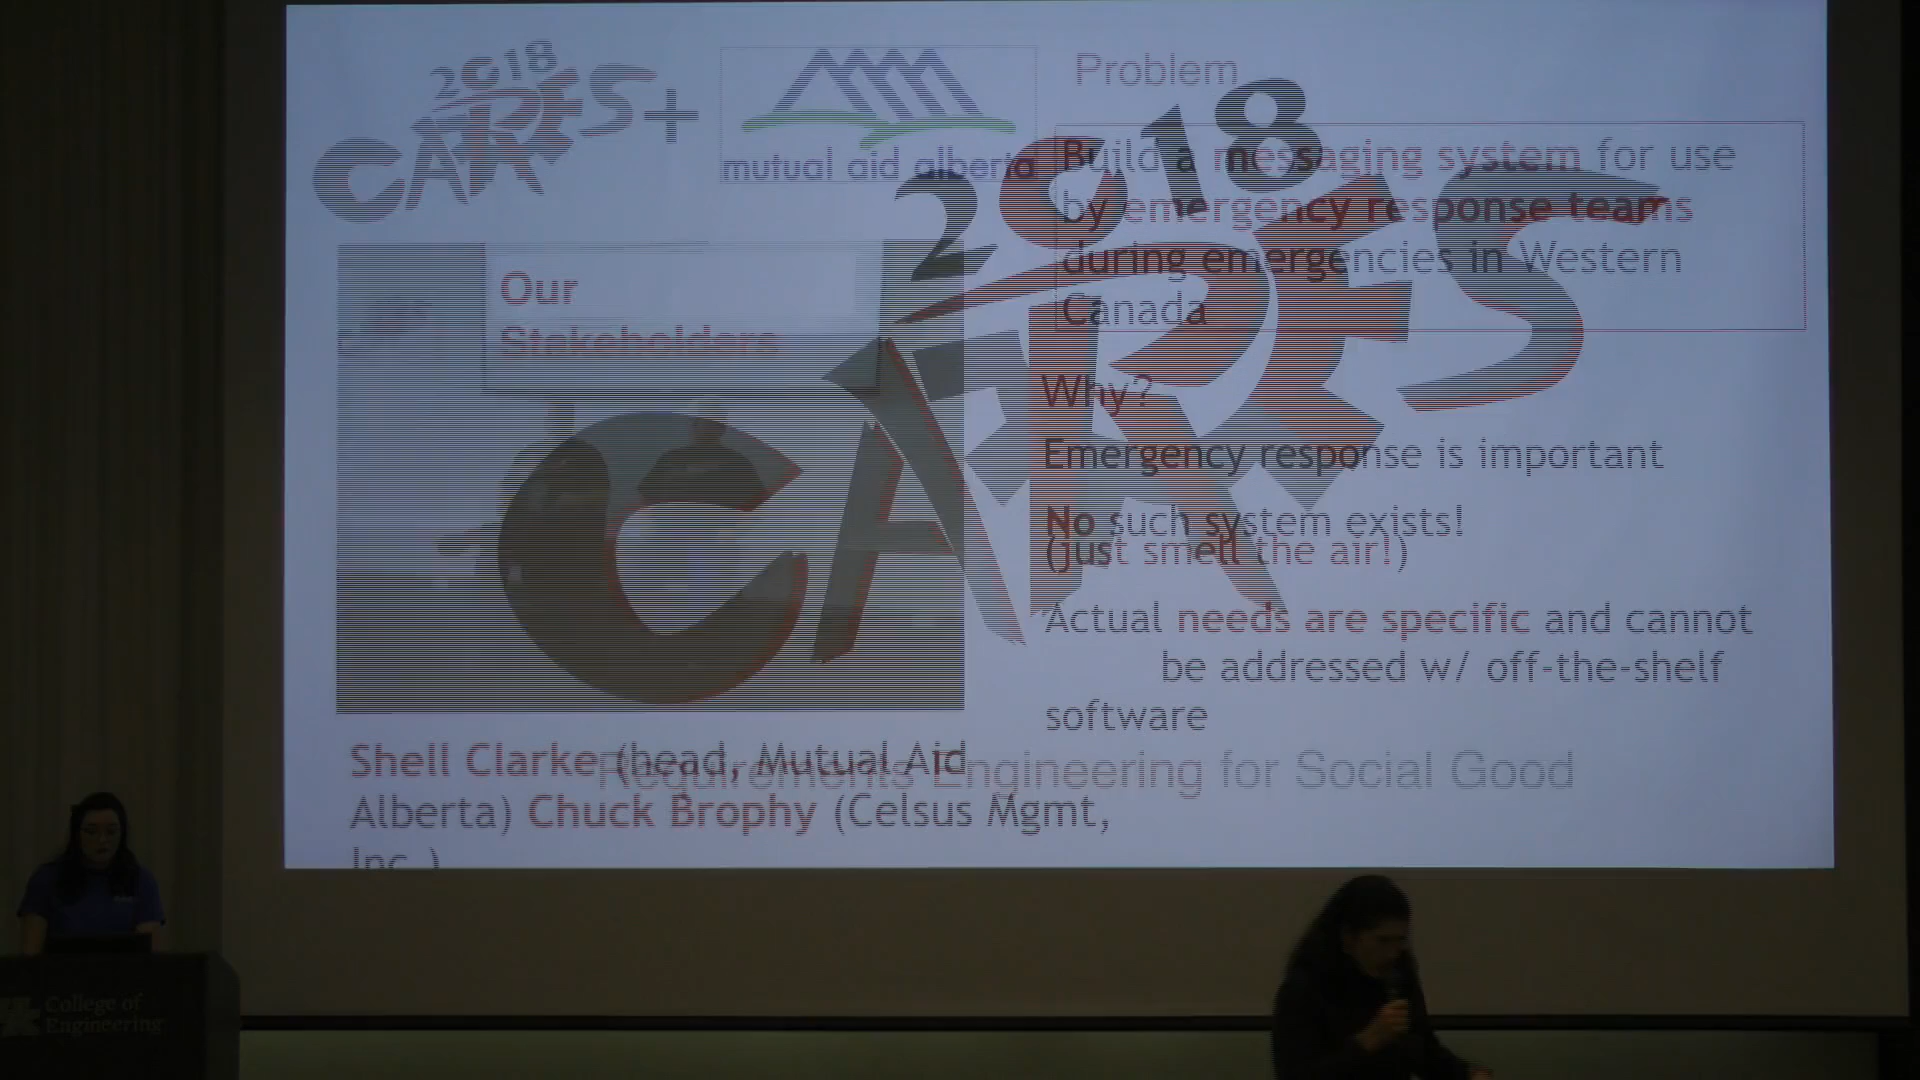 2018
CARES
+
mutual aid alberta
Problem
2018
CARES
Build a messaging system for use
by emergency response teams
during emergencies in Western
Canada
Our
Stakeholders
Why?
Emergency response is important
No such system exists!
(just smell the air!)
Actual needs are specific and cannot
be addressed w/ off-the-shelf
software
Shell Clarke (head, Mutual Aid
Alberta) Chuck Brophy (Celsus Mgmt,
Inc.)
Requirements Engineering for Social Good
College of
Engineering